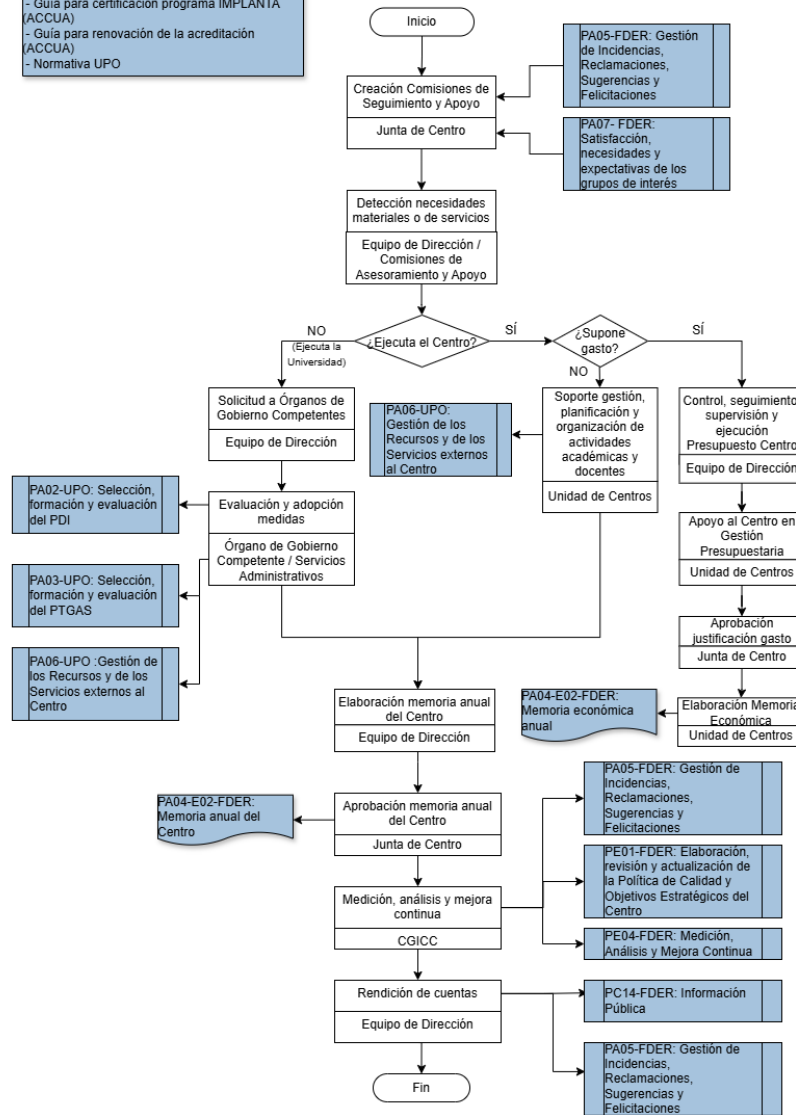 - Guía para certificación programa IMPLANTA
(ACCUA)
- Guía para renovación de la acreditación
(ACCUA)
- Normativa UPO
Inicio
PA05-FDER: Gestión
de Incidencias,
Reclamaciones,
Sugerencias y
Felicitaciones
Creación Comisiones de
Seguimiento y Apoyo
Junta de Centro
PA07- FDER:
Satisfacción,
necesidades y
expectativas de los
grupos de interés
Detección necesidades
materiales o de servicios
Equipo de Dirección /
Comisiones de
Asesoramiento y Apoyo
NO
(Ejecuta la
Universidad)
¿Ejecuta el Centro?
SÍ
¿Supone
gasto?
SÍ
NO
Solicitud a Órganos de
Gobierno Competentes
Equipo de Dirección
PA06-UPO:
Gestión de los
Recursos y de los
Servicios externos
al Centro
Soporte gestión,
planificación y
organización de
actividades
académicas y
docentes
Unidad de Centros
Control, seguimiento
supervisión y
ejecución
Presupuesto Centro
Equipo de Dirección
PA02-UPO: Selección,
formación y evaluación
del PDI
Evaluación y adopción
medidas
Órgano de Gobierno
Competente / Servicios
Administrativos
Apoyo al Centro en
Gestión
Presupuestaria
Unidad de Centros
PA03-UPO: Selección,
formación y evaluación
del PTGAS
Aprobación
justificación gasto
Junta de Centro
PA06-UPO :Gestión de
los Recursos y de los
Servicios externos al
Centro
Elaboración memoria anual
del Centro
Equipo de Dirección
PA04-E02-FDER:
Memoria económica
anual
Elaboración Memoria
Económica
Unidad de Centros
PA04-E02-FDER:
Memoria anual del
Centro
Aprobación memoria anual
del Centro
Junta de Centro
PA05-FDER: Gestión de
Incidencias,
Reclamaciones,
Sugerencias y
Felicitaciones
Medición, análisis y mejora
continua
CGICC
PE01-FDER: Elaboración,
revisión y actualización de
la Política de Calidad y
Objetivos Estratégicos del
Centro
PE04-FDER: Medición,
Análisis y Mejora Continua
Rendición de cuentas
Equipo de Dirección
PC14-FDER: Información
Pública
PA05-FDER: Gestión de
Incidencias,
Reclamaciones,
Sugerencias y
Felicitaciones
Fin